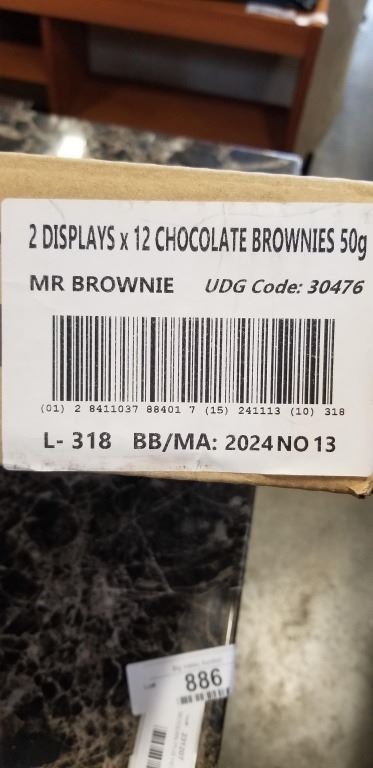 2 DISPLAYS x 12 CHOCOLATE BROWNIES 50g
MR BROWNIE UDG Code: 30476
(01) 2 8411037 88401 7 (15) 241113 (10) 318
L- 318 BB/MA: 2024 NO 13
886